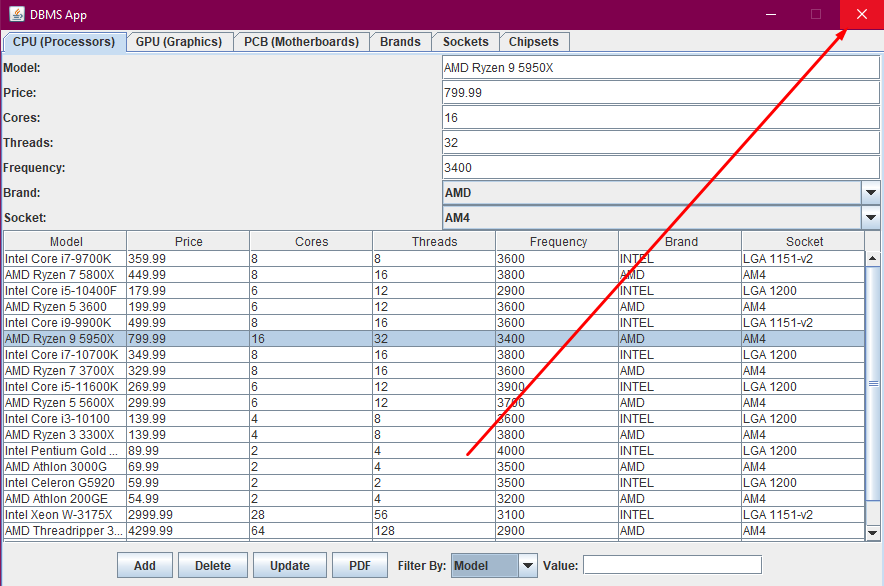 DBMS App
CPU (Processors) GPU (Graphics) PCB (Motherboards) Brands Sockets Chipsets
Model: AMD Ryzen 9 5950X
Price: 799.99
Cores: 16
Threads: 32
Frequency: 3400
Brand: AMD
Socket: AM4
Model Price Cores Threads Frequency Brand Socket
Intel Core i7-9700K 359.99 8 8 3600 INTEL LGA 1151-v2
AMD Ryzen 7 5800X 449.99 8 16 3800 AMD AM4
Intel Core i5-10400F 179.99 6 12 2900 INTEL LGA 1200
AMD Ryzen 5 3600 199.99 6 12 3600 AMD AM4
Intel Core i9-9900K 499.99 8 16 3600 INTEL LGA 1151-v2
AMD Ryzen 9 5950X 799.99 16 32 3400 AMD AM4
Intel Core i7-10700K 349.99 8 16 3800 INTEL LGA 1200
AMD Ryzen 7 3700X 329.99 8 16 3600 AMD AM4
Intel Core i5-11600K 269.99 6 12 3900 INTEL LGA 1200
AMD Ryzen 5 5600X 299.99 6 12 3700 AMD AM4
Intel Core i3-10100 139.99 4 8 3600 INTEL LGA 1200
AMD Ryzen 3 3300X 139.99 4 8 3800 AMD AM4
Intel Pentium Gold ... 89.99 2 4 4000 INTEL LGA 1200
AMD Athlon 3000G 69.99 2 4 3500 AMD AM4
Intel Celeron G5920 59.99 2 2 3500 INTEL LGA 1200
AMD Athlon 200GE 54.99 2 4 3200 AMD AM4
Intel Xeon W-3175X 2999.99 28 56 3100 INTEL LGA 1151-v2
AMD Threadripper 3... 4299.99 64 128 2900 AMD AM4
Add Delete Update PDF Filter By: Model Value: